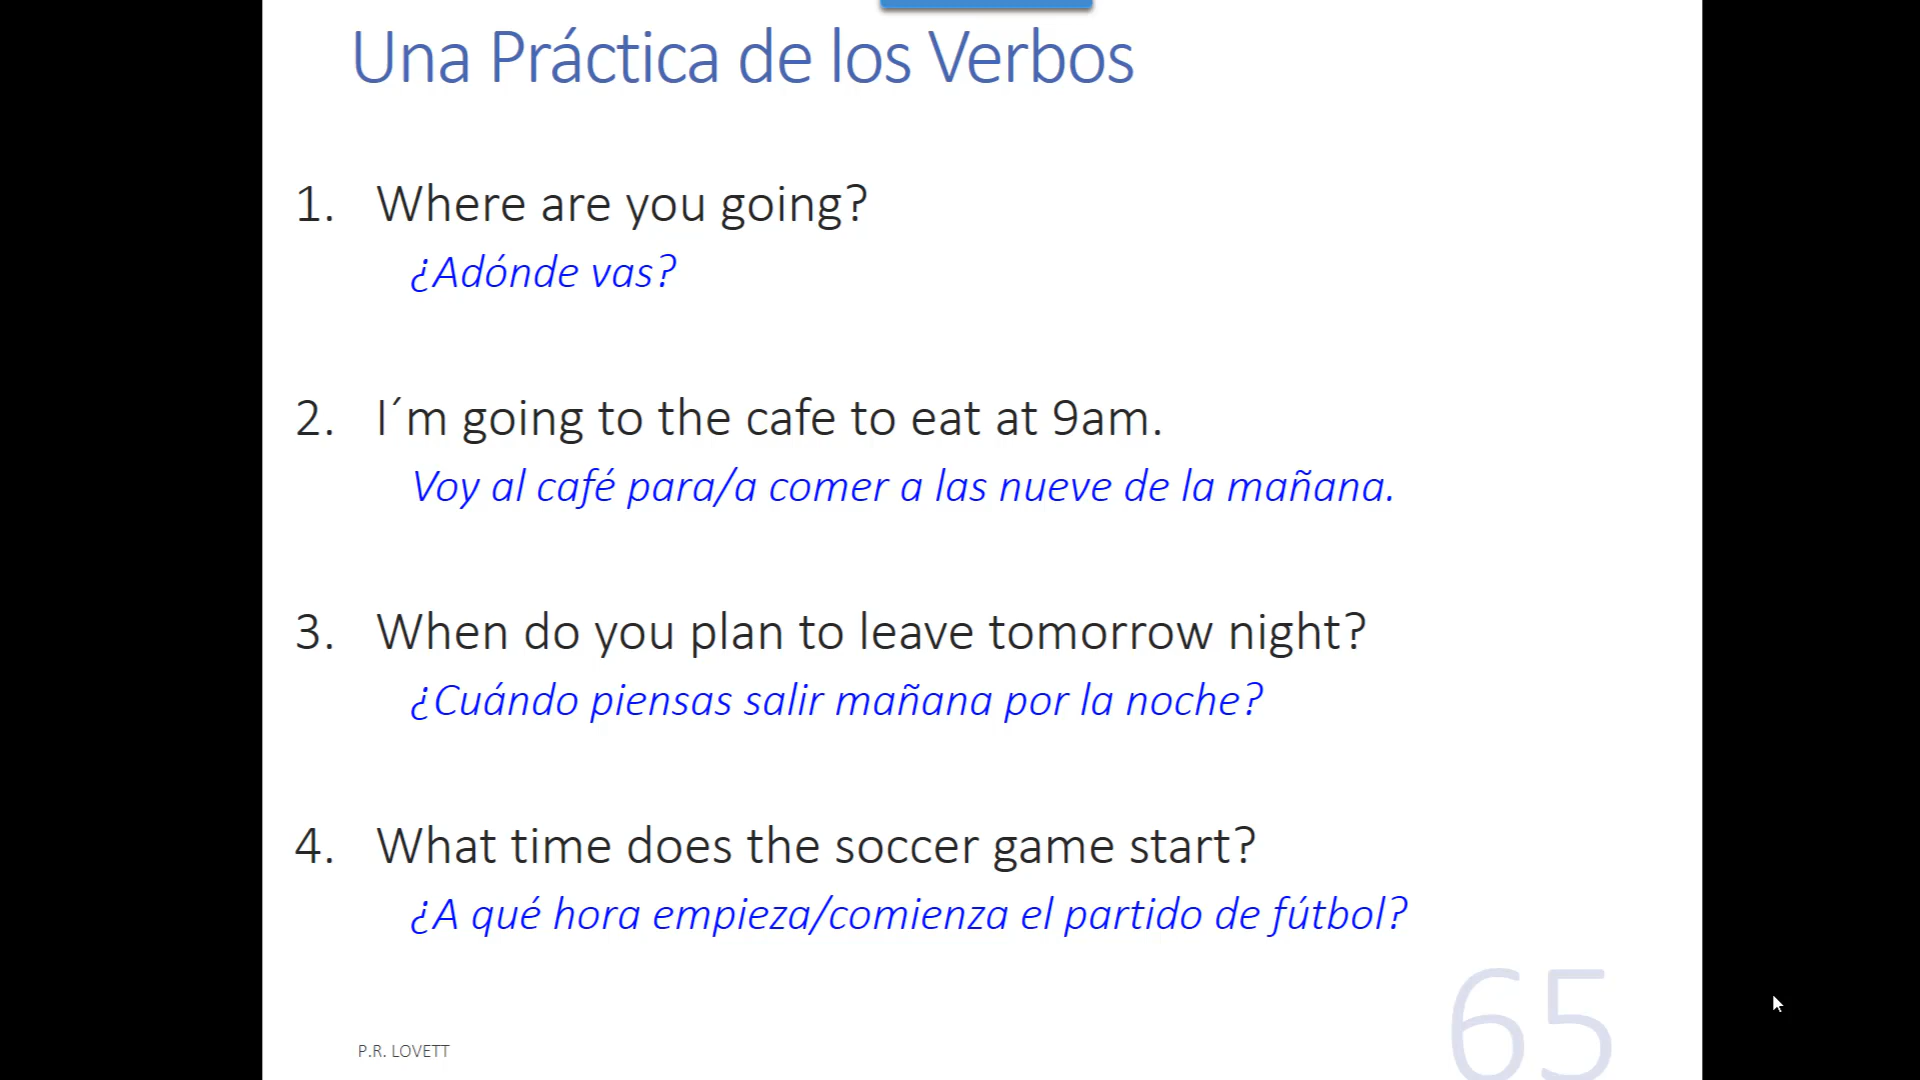 Una Práctica de los Verbos
1. Where are you going?
¿Adónde vas?
2. I´m going to the cafe to eat at 9am.
Voy al café para/a comer a las nueve de la mañana.
3. When do you plan to leave tomorrow night?
¿Cuándo piensas salir mañana por la noche?
4. What time does the soccer game start?
¿A qué hora empieza/comienza el partido de fútbol?
65
P.R. LOVETT